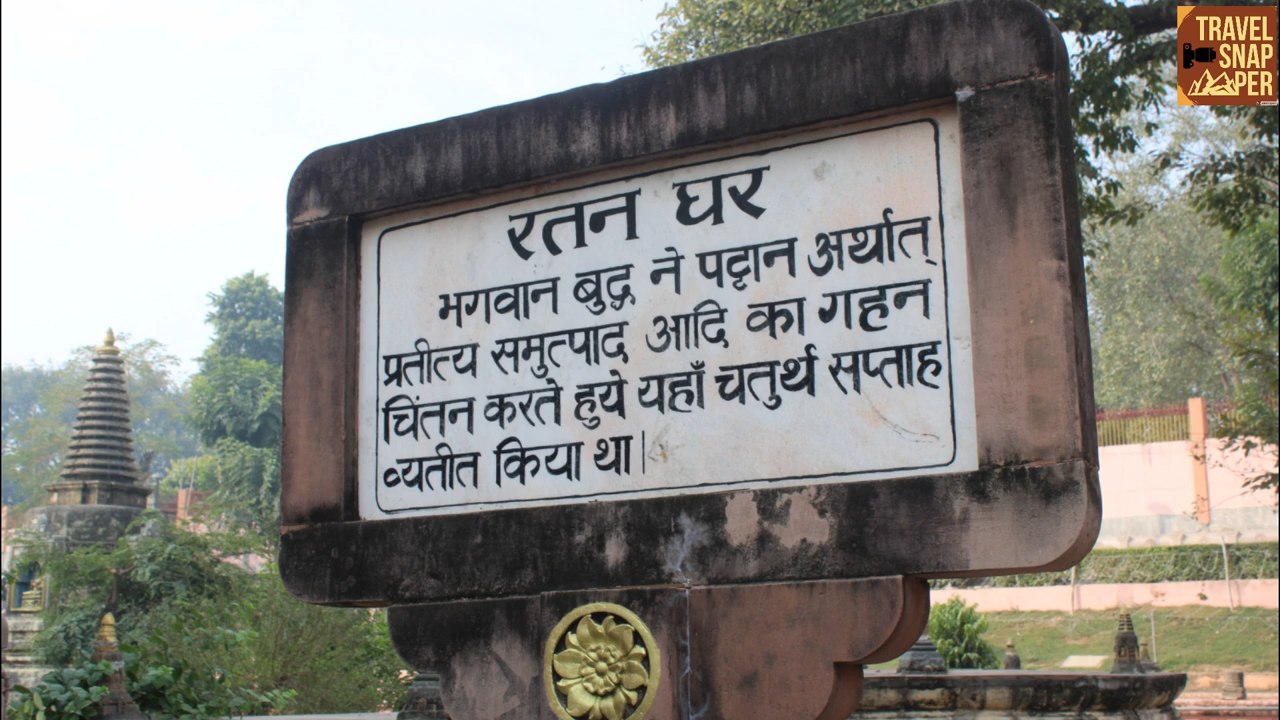 रतन घर
भगवान बुद्ध ने पट्ठान अर्थात्
प्रतीत्य समुत्पाद आदि का गहन
चिंतन करते हुये यहाँ चतुर्थ सप्ताह
व्यतीत किया था|
TRAVEL
SNAP
PER